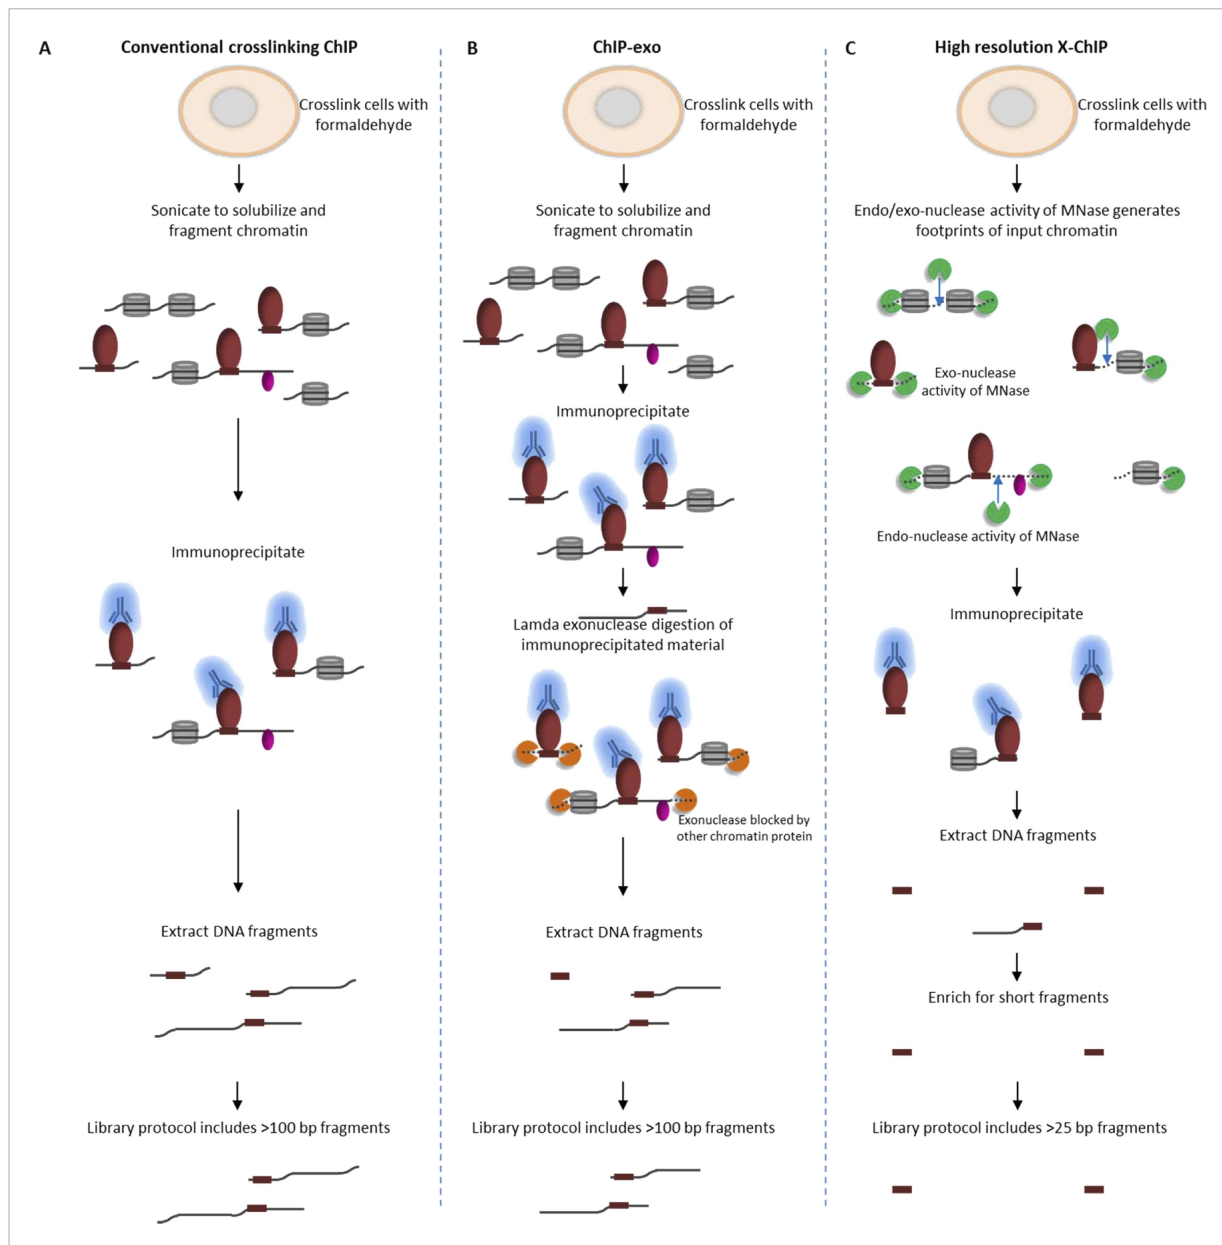 A
Conventional crosslinking ChIP
Crosslink cells with
formaldehyde
Sonicate to solubilize and
fragment chromatin
Immunoprecipitate
Extract DNA fragments
Library protocol includes >100 bp fragments
B
ChIP-exo
Crosslink cells with
formaldehyde
Sonicate to solubilize and
fragment chromatin
Immunoprecipitate
Lamda exonuclease digestion of
immunoprecipitated material
Exonuclease blocked by
other chromatin protein
Extract DNA fragments
Library protocol includes >100 bp fragments
C
High resolution X-ChIP
Crosslink cells with
formaldehyde
Endo/exo-nuclease activity of MNase generates
footprints of input chromatin
Exo-nuclease
activity of MNase
Endo-nuclease activity of MNase
Immunoprecipitate
Extract DNA fragments
Enrich for short fragments
Library protocol includes >25 bp fragments